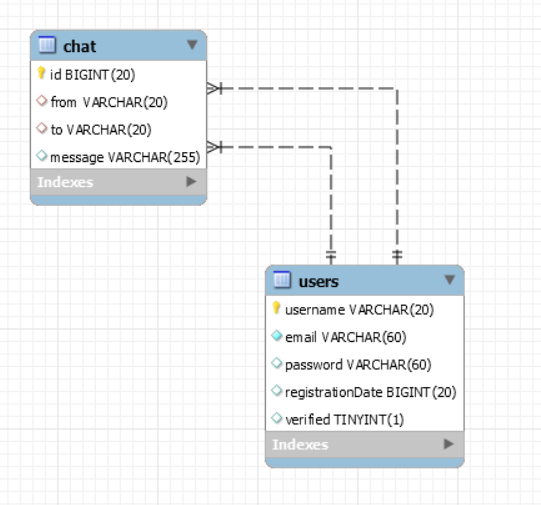 chat
id BIGINT(20)
from VARCHAR(20)
to VARCHAR(20)
message VARCHAR(255)
Indexes
users
username VARCHAR(20)
email VARCHAR(60)
password VARCHAR(60)
registrationDate BIGINT(20)
verified TINYINT(1)
Indexes